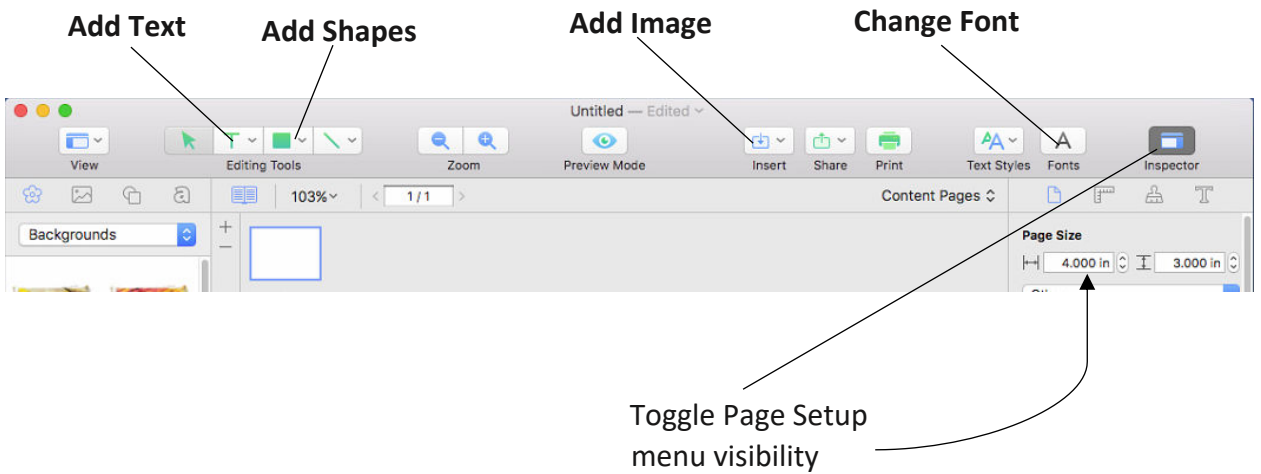 Add Text
Add Shapes
Add Image
Change Font
Untitled — Edited
View
Editing Tools
Zoom
Preview Mode
Insert
Share
Print
Text Styles
Fonts
Inspector
103%
1 / 1
Content Pages
Backgrounds
Page Size
4.000 in
3.000 in
Toggle Page Setup
menu visibility